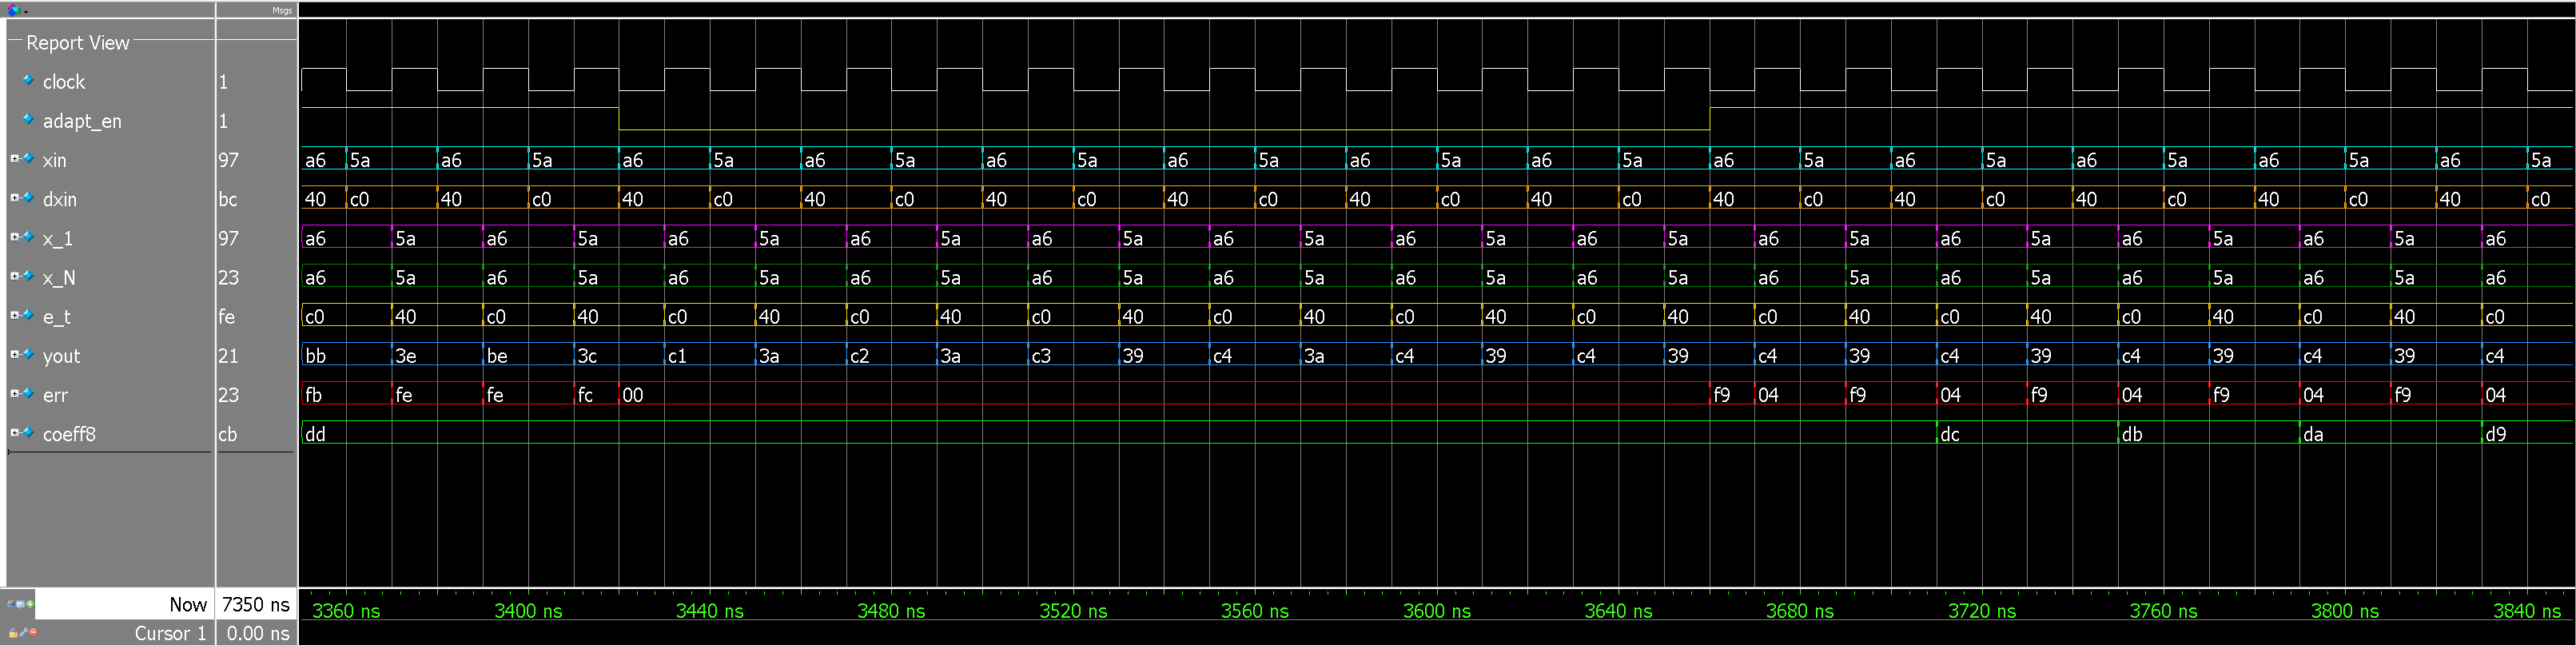 Msgs
Report View
clock 1
adapt_en 1
xin 97 a6 5a a6 5a a6 5a a6 5a a6 5a a6 5a a6 5a a6 5a a6 5a a6 5a a6 5a a6 5a a6 5a
dxin bc 40 c0 40 c0 40 c0 40 c0 40 c0 40 c0 40 c0 40 c0 40 c0 40 c0 40 c0 40 c0 40 c0
x_1 97 a6 5a a6 5a a6 5a a6 5a a6 5a a6 5a a6 5a a6 5a a6 5a a6 5a a6 5a a6 5a a6
x_N 23 a6 5a a6 5a a6 5a a6 5a a6 5a a6 5a a6 5a a6 5a a6 5a a6 5a a6 5a a6 5a a6
e_t fe c0 40 c0 40 c0 40 c0 40 c0 40 c0 40 c0 40 c0 40 c0 40 c0 40 c0 40 c0 40 c0
yout 21 bb 3e be 3c c1 3a c2 3a c3 39 c4 3a c4 39 c4 39 c4 39 c4 39 c4 39 c4 39 c4
err 23 fb fe fe fc 00 f9 04 f9 04 f9 04 f9 04 f9 04
coeff8 cb dd dc db da d9
Now 7350 ns 3360 ns 3400 ns 3440 ns 3480 ns 3520 ns 3560 ns 3600 ns 3640 ns 3680 ns 3720 ns 3760 ns 3800 ns 3840 ns
Cursor 1 0.00 ns